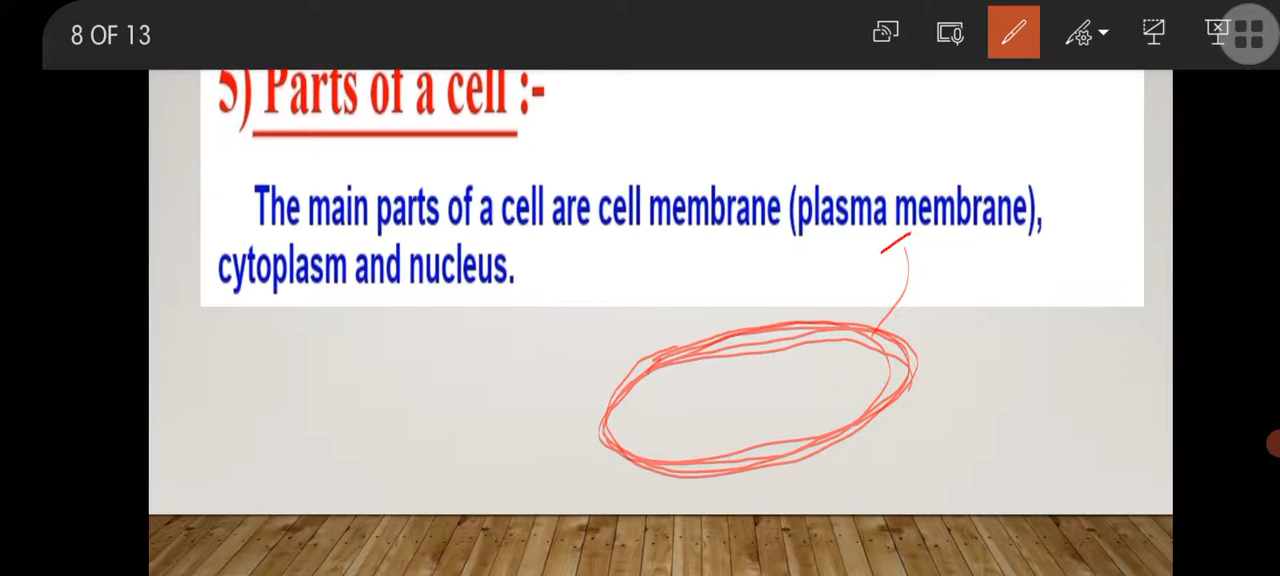 8 OF 13
5) Parts of a cell :-
The main parts of a cell are cell membrane (plasma membrane),
cytoplasm and nucleus.